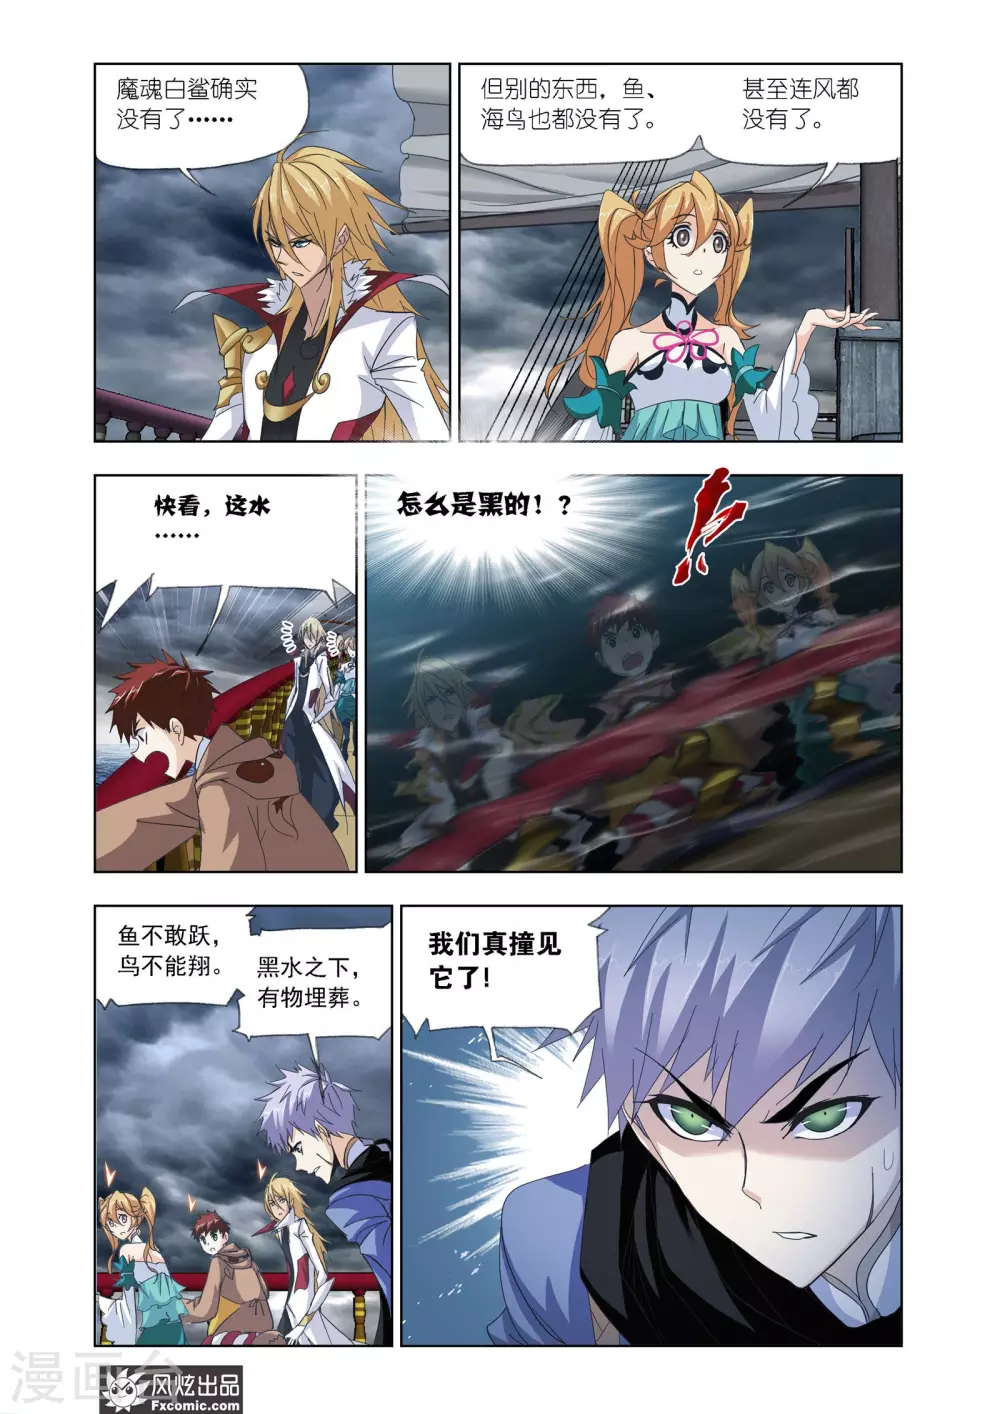 魔魂白鲨确实
没有了……
但别的东西，鱼、
海鸟也都没有了。
甚至连风都
没有了。
快看，这水
……
怎么是黑的！？
鱼不敢跃，
鸟不能翔。
黑水之下，
有物埋葬。
我们真撞见
它了！
漫画台
风炫出品
Fxcomic.com